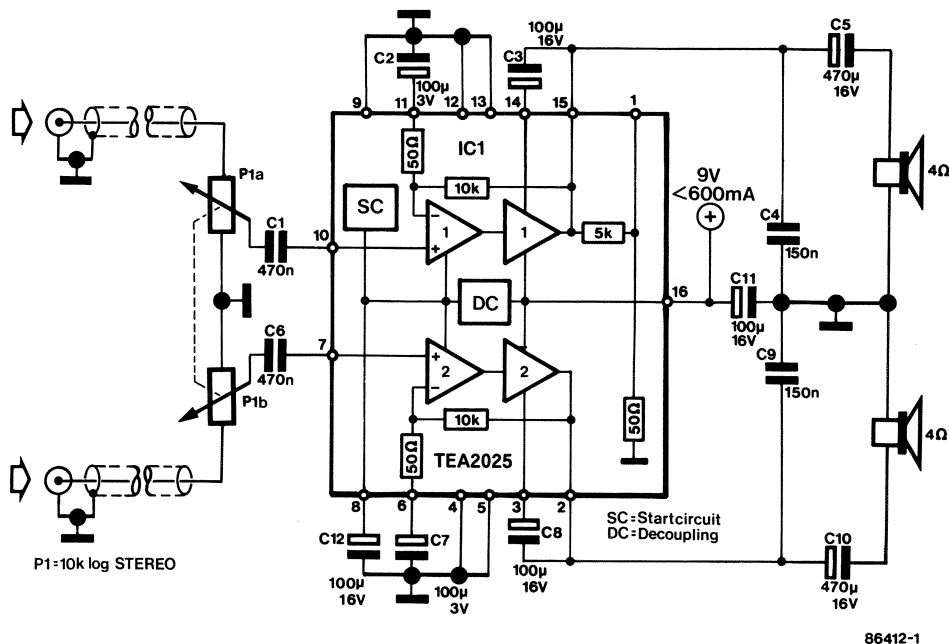 100µ
16V
C5
C2
C3
470µ
16V
100µ
3V
9
11
12
13
14
15
1
50Ω
IC1
P1a
10k
9V
<600mA
4Ω
SC
C1
10
−
+
1
1
5k
C4
470n
150n
DC
16
C11
C6
100µ
16V
7
C9
470n
+
−
2
2
150n
P1b
10k
50Ω
50Ω
4Ω
TEA2025
8
6
4
5
3
2
SC=Startcircuit
DC=Decoupling
C12
C7
C8
C10
P1=10k log STEREO
100µ
16V
100µ
3V
100µ
16V
470µ
16V
86412-1